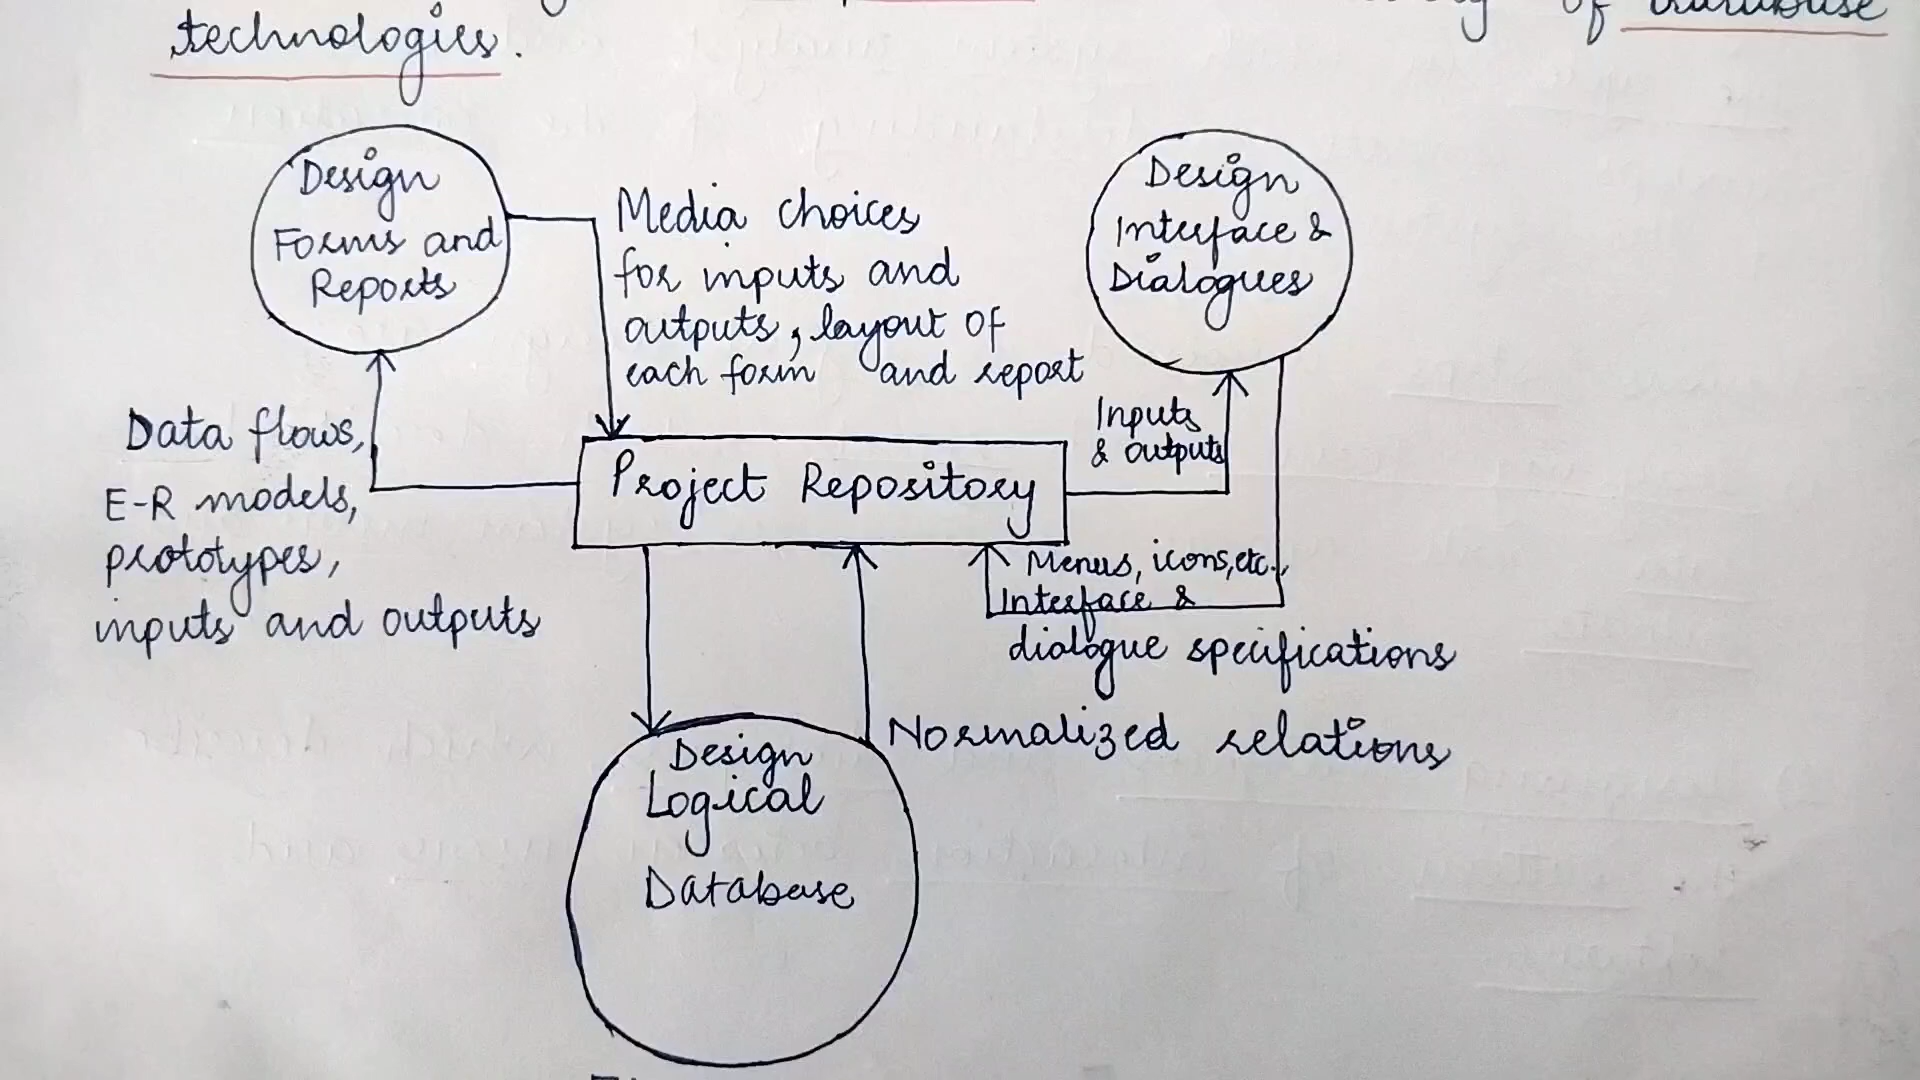 of database
technologies.
Design
Forms and
Reports
Media choices
for inputs and
outputs, layout of
each form and report
Design
Interface &
Dialogues
Data flows,
E-R models,
prototypes,
inputs and outputs
Project Repository
Inputs
& outputs
Menus, icons, etc.,
Interface &
dialogue specifications
Normalized relations
Design
Logical
Database